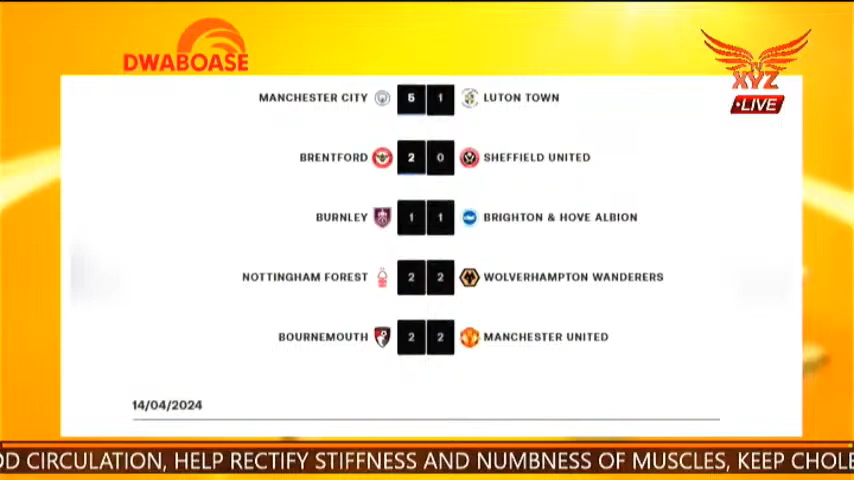 DWABOASE
TV
XYZ
LIVE
MANCHESTER CITY 5 1 LUTON TOWN
BRENTFORD 2 0 SHEFFIELD UNITED
BURNLEY 1 1 BRIGHTON & HOVE ALBION
NOTTINGHAM FOREST 2 2 WOLVERHAMPTON WANDERERS
BOURNEMOUTH 2 2 MANCHESTER UNITED
14/04/2024
OD CIRCULATION, HELP RECTIFY STIFFNESS AND NUMBNESS OF MUSCLES, KEEP CHOLE